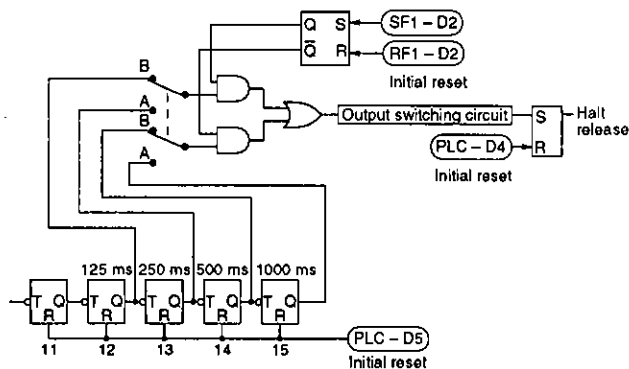 Q S
SF1 – D2
Q̅ R
RF1 – D2
Initial reset
B
A
B
A
Output switching circuit
S
Halt
release
PLC – D4
R
Initial reset
125 ms 250 ms 500 ms 1000 ms
T Q T Q T Q T Q T Q
R R R R R
11 12 13 14 15
PLC – D5
Initial reset